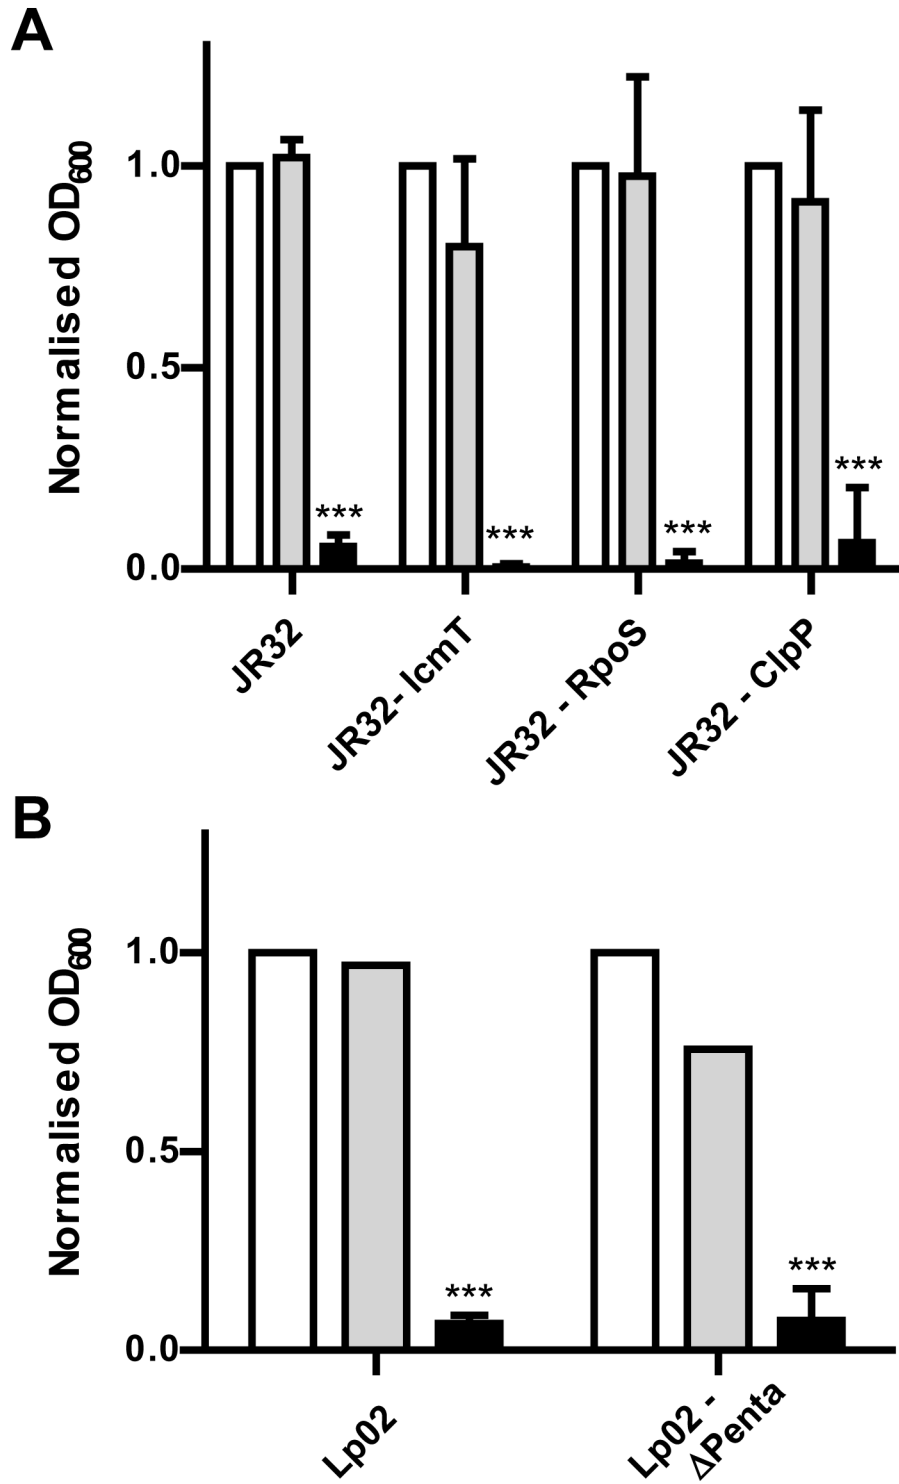 A
Normalised OD600
1.0
0.5
0.0
***
***
***
***
JR32
JR32- IcmT
JR32 - RpoS
JR32 - ClpP
B
Normalised OD600
1.0
0.5
0.0
***
***
Lp02
Lp02 -
ΔPenta